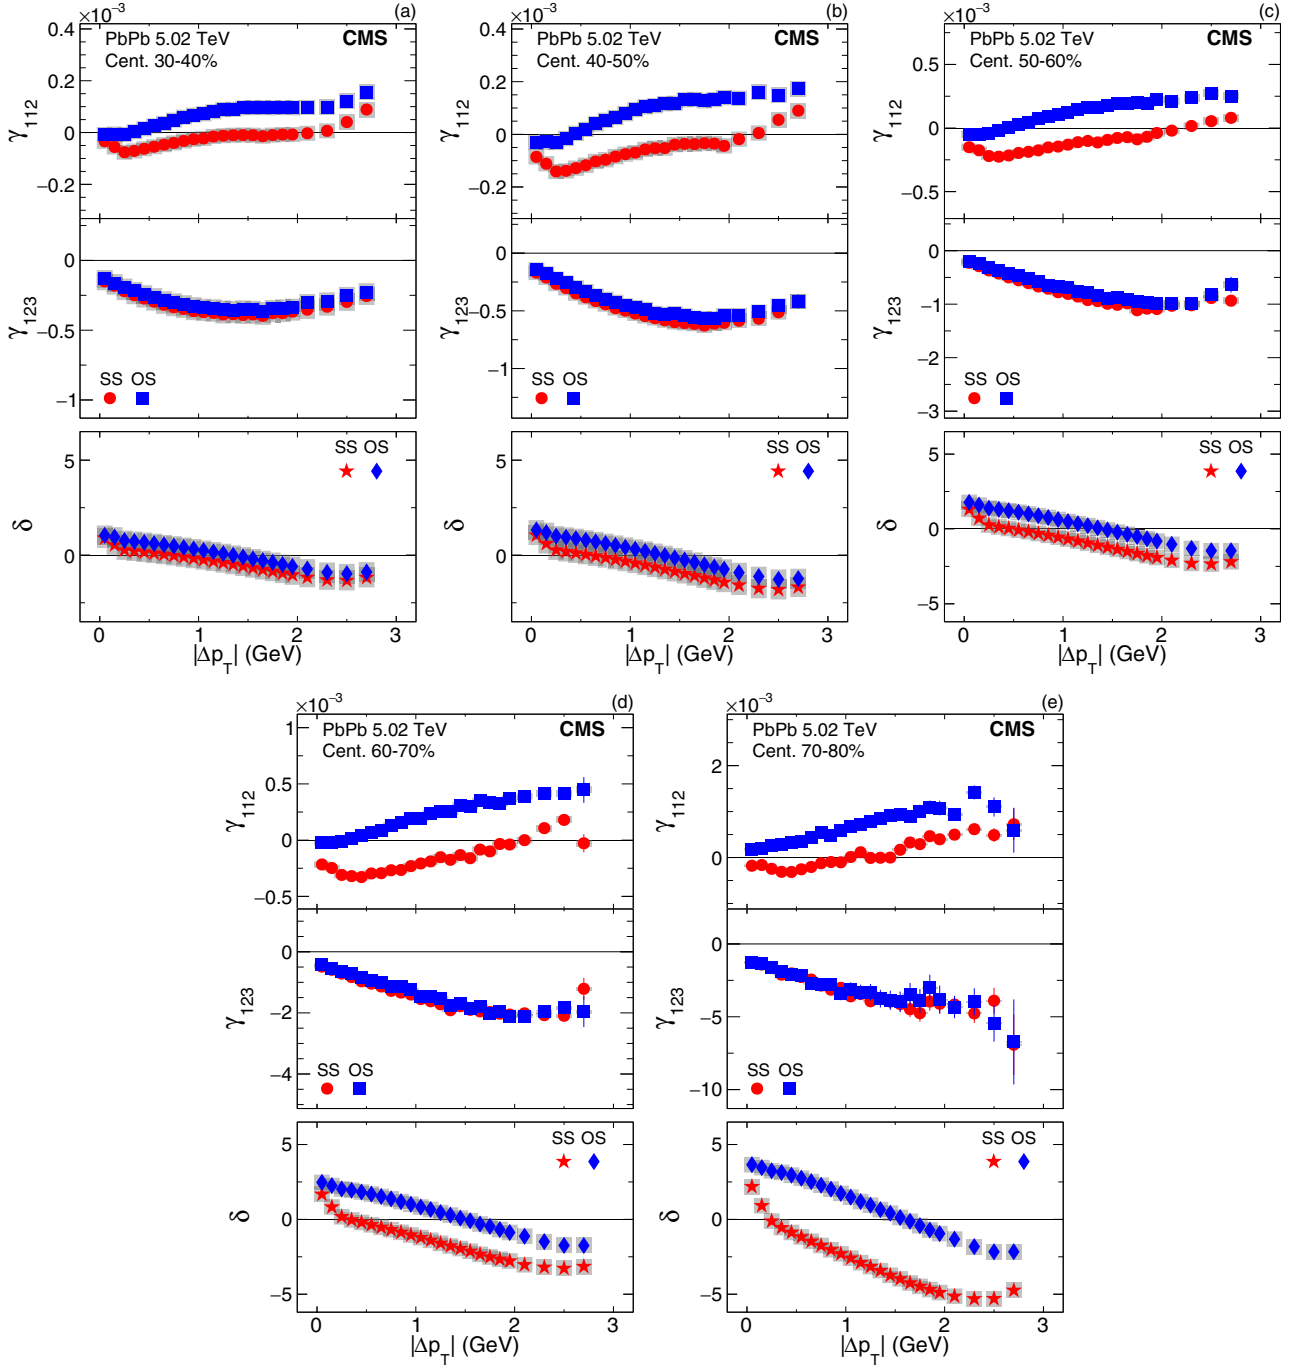 ×10⁻³ (a)
PbPb 5.02 TeV CMS
Cent. 30-40%
γ112
0.4
0.2
0
−0.2
γ123
0
−0.5
−1
SS OS
SS OS
δ
5
0
0 1 2 3
|ΔpT| (GeV)
×10⁻³ (b)
PbPb 5.02 TeV CMS
Cent. 40-50%
γ112
0.4
0.2
0
−0.2
γ123
0
−0.5
−1
SS OS
SS OS
δ
5
0
0 1 2 3
|ΔpT| (GeV)
×10⁻³ (c)
PbPb 5.02 TeV CMS
Cent. 50-60%
γ112
0.5
0
−0.5
γ123
0
−1
−2
−3
SS OS
SS OS
δ
5
0
−5
0 1 2 3
|ΔpT| (GeV)
×10⁻³ (d)
PbPb 5.02 TeV CMS
Cent. 60-70%
γ112
1
0.5
0
−0.5
γ123
0
−2
−4
SS OS
SS OS
δ
5
0
−5
0 1 2 3
|ΔpT| (GeV)
×10⁻³ (e)
PbPb 5.02 TeV CMS
Cent. 70-80%
γ112
2
0
γ123
0
−5
−10
SS OS
SS OS
δ
5
0
−5
0 1 2 3
|ΔpT| (GeV)